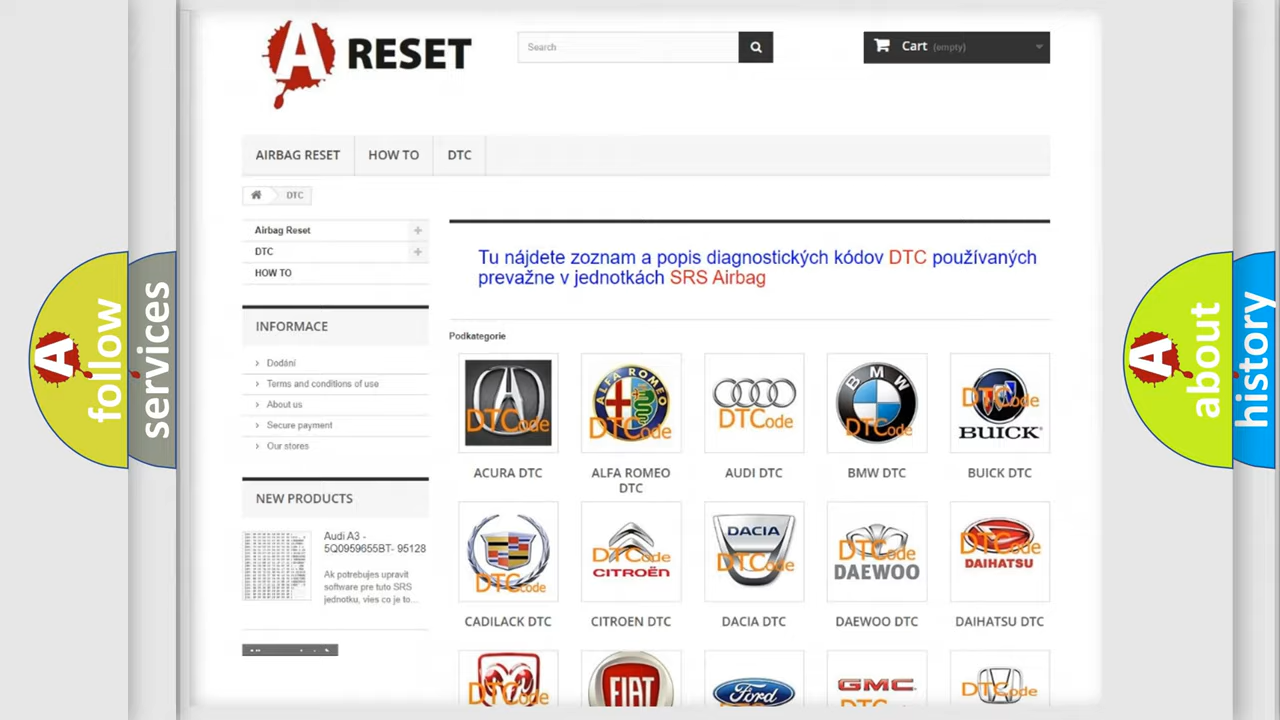 A RESET
Search
Cart (empty)
AIRBAG RESET
HOW TO
DTC
DTC
Airbag Reset
DTC
HOW TO
INFORMACE
Dodání
Terms and conditions of use
About us
Secure payment
Our stores
NEW PRODUCTS
Audi A3 -
5Q0959655BT- 95128
Ak potrebujes upravit
software pre tuto SRS
jednotku, vies co je to...
Tu nájdete zoznam a popis diagnostických kódov DTC používaných
prevažne v jednotkách SRS Airbag
Podkategorie
DTCode
ALFA ROMEO
DTCode
DTCode
BMW
DTCode
DTCode
BUICK
ACURA DTC
ALFA ROMEO
DTC
AUDI DTC
BMW DTC
BUICK DTC
DTCode
DTCode
CITROËN
DACIA
DTCode
DTCode
DAEWOO
DTCode
DAIHATSU
CADILACK DTC
CITROEN DTC
DACIA DTC
DAEWOO DTC
DAIHATSU DTC
DTCode
FIAT
Ford
GMC
DTCode
A follow
services
A about
history